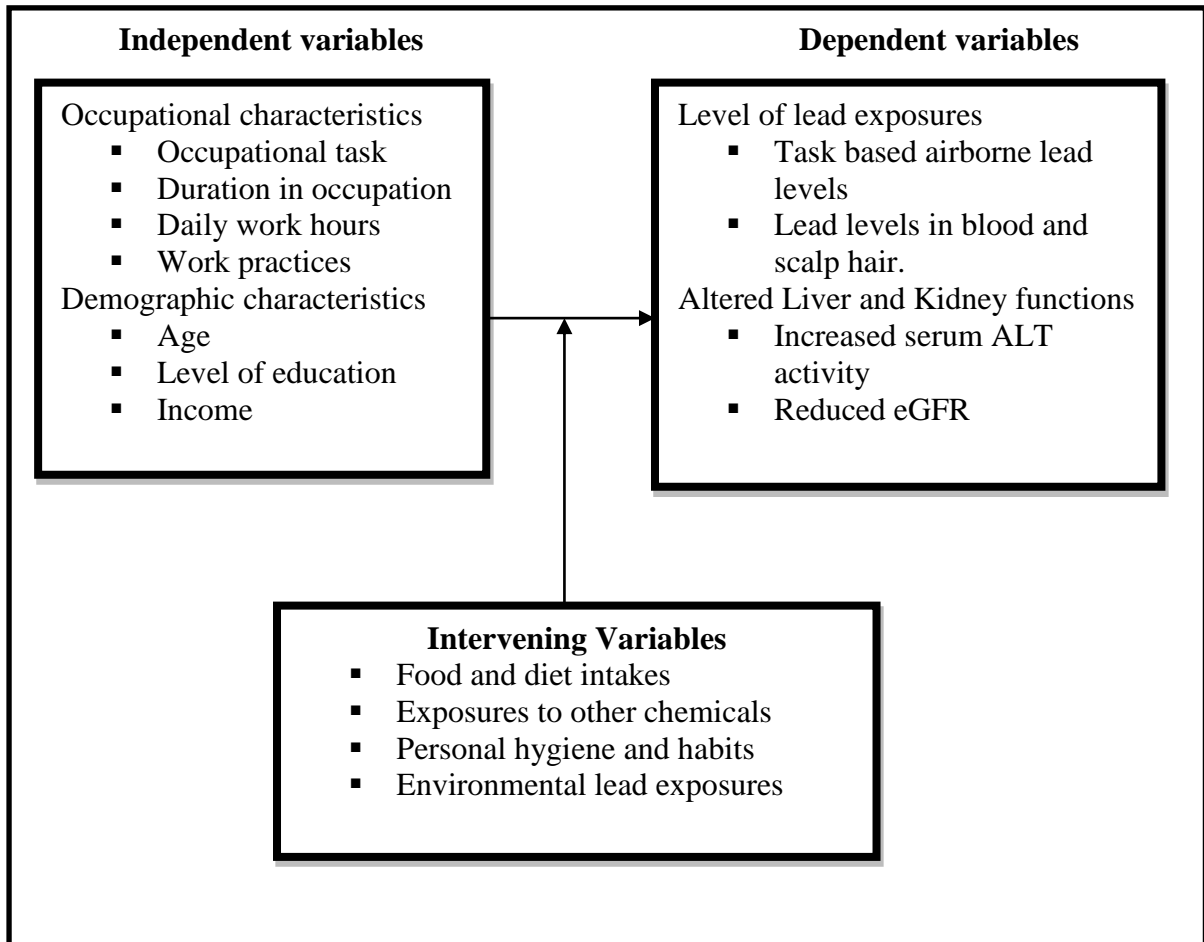 Independent variables
Occupational characteristics
▪ Occupational task
▪ Duration in occupation
▪ Daily work hours
▪ Work practices
Demographic characteristics
▪ Age
▪ Level of education
▪ Income
Dependent variables
Level of lead exposures
▪ Task based airborne lead
levels
▪ Lead levels in blood and
scalp hair.
Altered Liver and Kidney functions
▪ Increased serum ALT
activity
▪ Reduced eGFR
Intervening Variables
▪ Food and diet intakes
▪ Exposures to other chemicals
▪ Personal hygiene and habits
▪ Environmental lead exposures